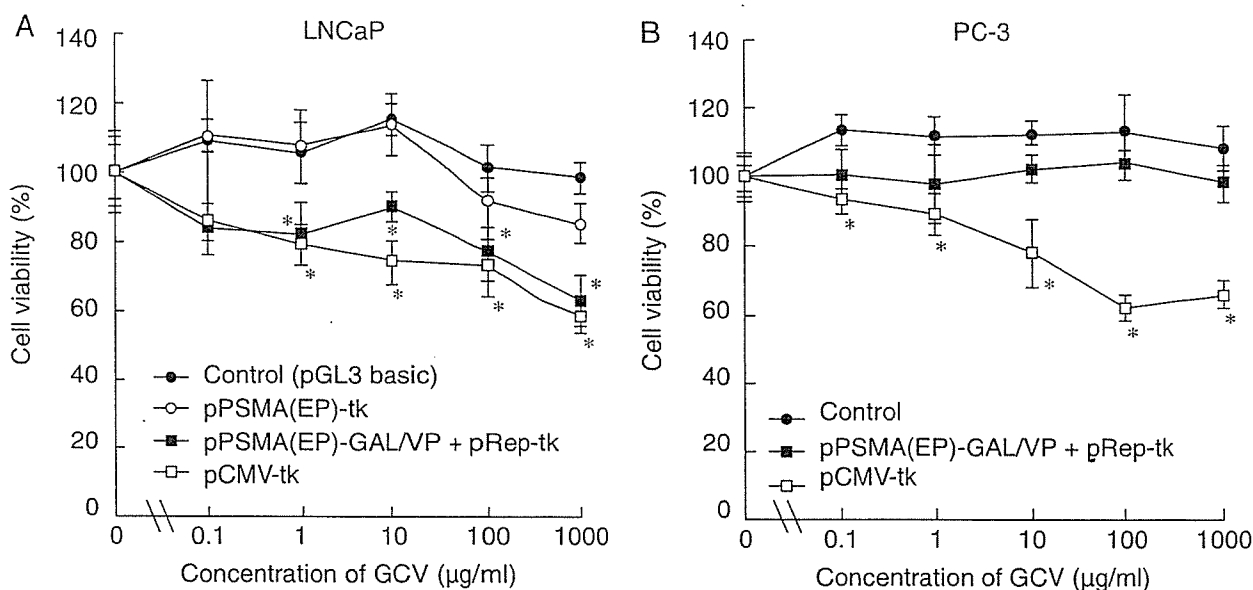 A
LNCaP
140
120
100
80
60
40
20
0
Cell viability (%)
*
*
*
*
*
*
*
*
Control (pGL3 basic)
pPSMA(EP)-tk
pPSMA(EP)-GAL/VP + pRep-tk
pCMV-tk
0 0.1 1 10 100 1000
Concentration of GCV (µg/ml)
B
PC-3
140
120
100
80
60
40
20
0
Cell viability (%)
*
*
*
*
*
Control
pPSMA(EP)-GAL/VP + pRep-tk
pCMV-tk
0 0.1 1 10 100 1000
Concentration of GCV (µg/ml)